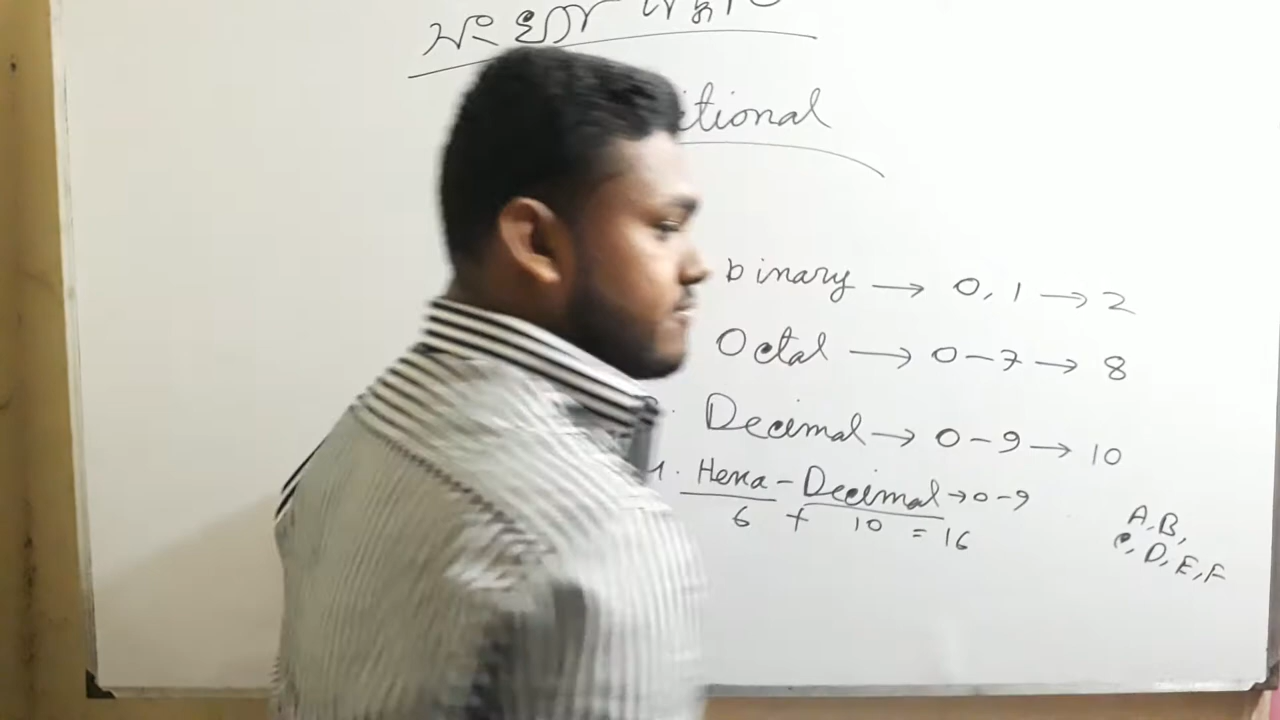 সংখ্যা
itional
binary → 0, 1 → 2
Octal → 0-7 → 8
Decimal → 0-9 → 10
4. Hexa-Decimal → 0-9
6 + 10 = 16
A, B,
C, D, E, F